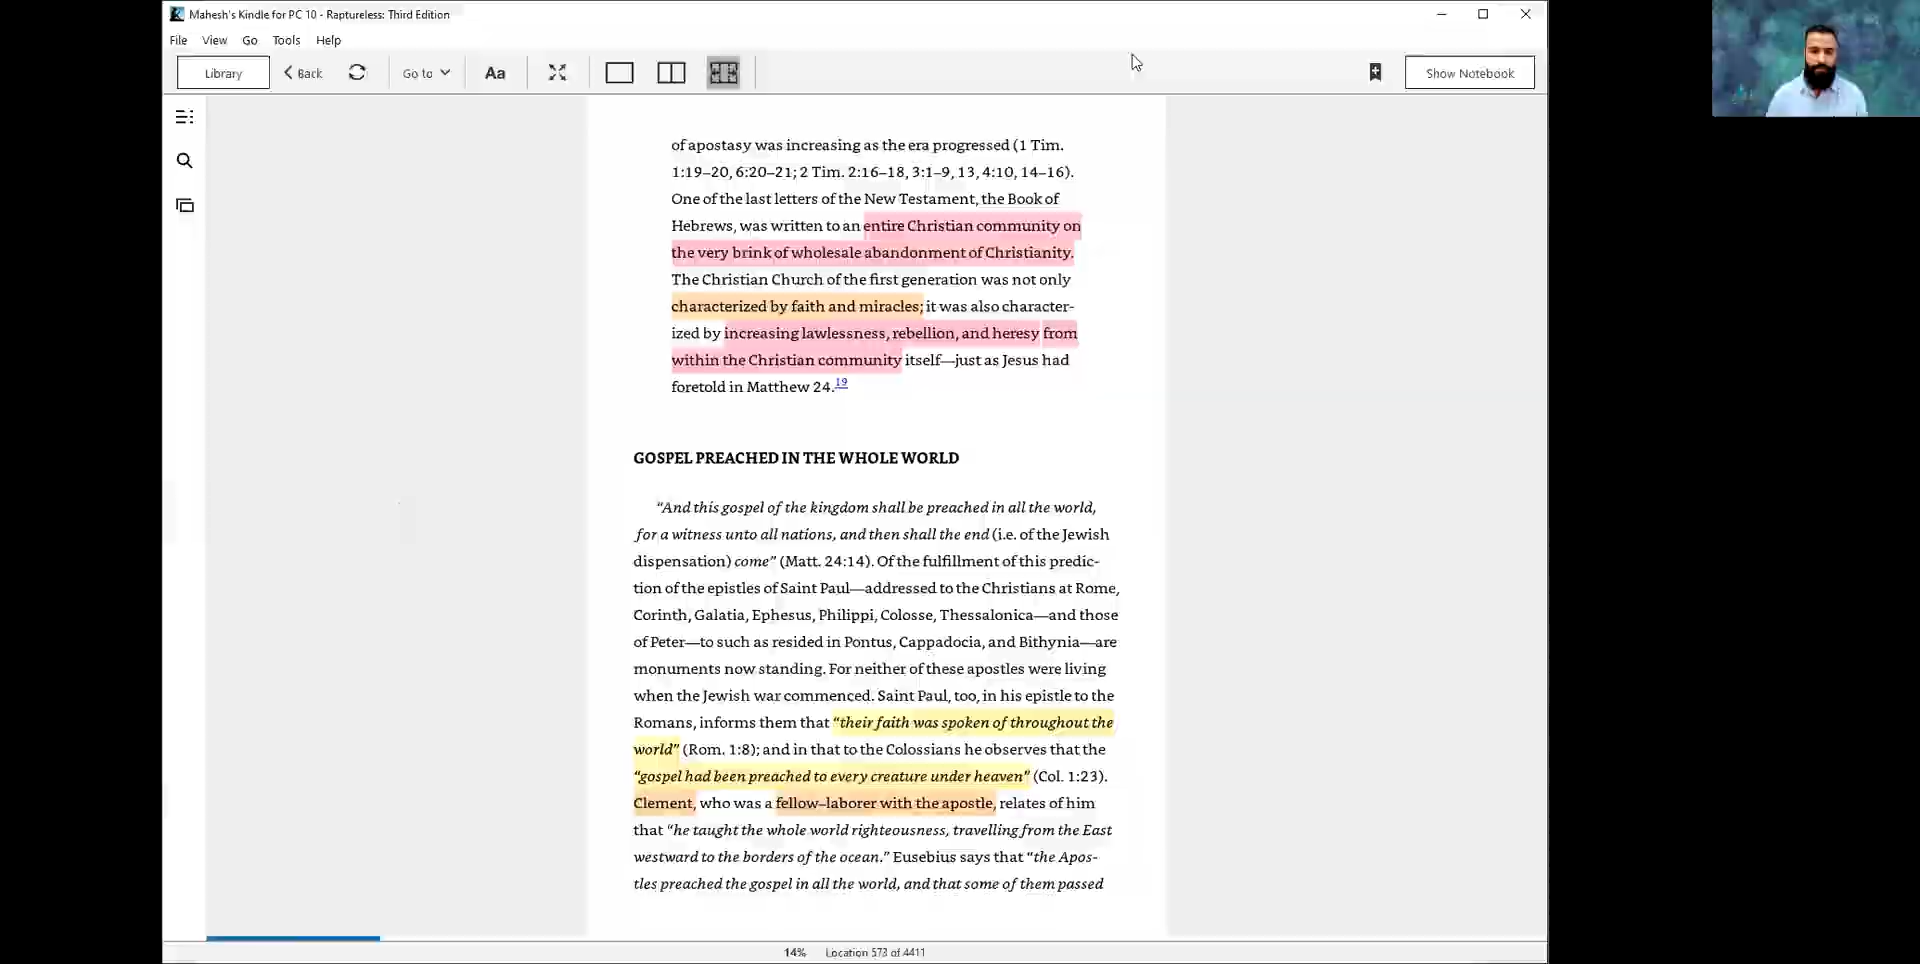 Mahesh's Kindle for PC 10 - Raptureless: Third Edition
File View Go Tools Help
Library Back Go to Aa Show Notebook
of apostasy was increasing as the era progressed (1 Tim.
1:19–20, 6:20–21; 2 Tim. 2:16–18, 3:1–9, 13, 4:10, 14–16).
One of the last letters of the New Testament, the Book of
Hebrews, was written to an entire Christian community on
the very brink of wholesale abandonment of Christianity.
The Christian Church of the first generation was not only
characterized by faith and miracles; it was also character-
ized by increasing lawlessness, rebellion, and heresy from
within the Christian community itself—just as Jesus had
foretold in Matthew 24.19
GOSPEL PREACHED IN THE WHOLE WORLD
“And this gospel of the kingdom shall be preached in all the world,
for a witness unto all nations, and then shall the end (i.e. of the Jewish
dispensation) come” (Matt. 24:14). Of the fulfillment of this predic-
tion of the epistles of Saint Paul—addressed to the Christians at Rome,
Corinth, Galatia, Ephesus, Philippi, Colosse, Thessalonica—and those
of Peter—to such as resided in Pontus, Cappadocia, and Bithynia—are
monuments now standing. For neither of these apostles were living
when the Jewish war commenced. Saint Paul, too, in his epistle to the
Romans, informs them that “their faith was spoken of throughout the
world” (Rom. 1:8); and in that to the Colossians he observes that the
“gospel had been preached to every creature under heaven” (Col. 1:23).
Clement, who was a fellow–laborer with the apostle, relates of him
that “he taught the whole world righteousness, travelling from the East
westward to the borders of the ocean.” Eusebius says that “the Apos-
tles preached the gospel in all the world, and that some of them passed
14% Location 573 of 4411